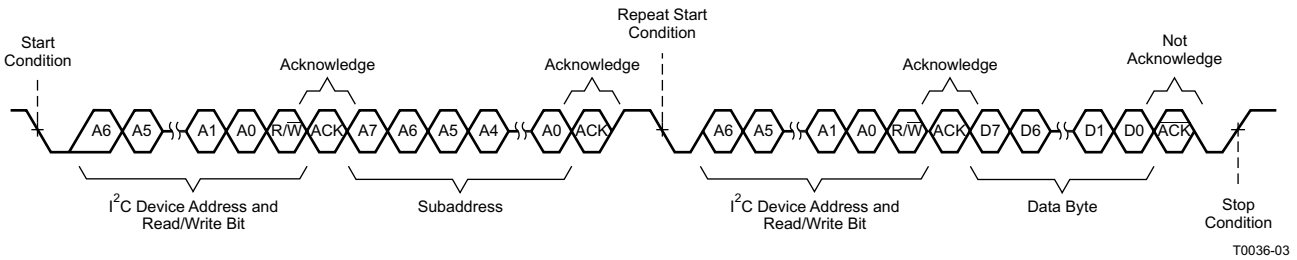 Repeat Start
Condition
Start
Condition
Not
Acknowledge
Acknowledge
Acknowledge
Acknowledge
A6 A5 A1 A0 R/W̅ ACK A7 A6 A5 A4 A0 ACK A6 A5 A1 A0 R/W̅ ACK D7 D6 D1 D0 A̅C̅K̅
I²C Device Address and
Read/Write Bit
Subaddress
I²C Device Address and
Read/Write Bit
Data Byte
Stop
Condition
T0036-03